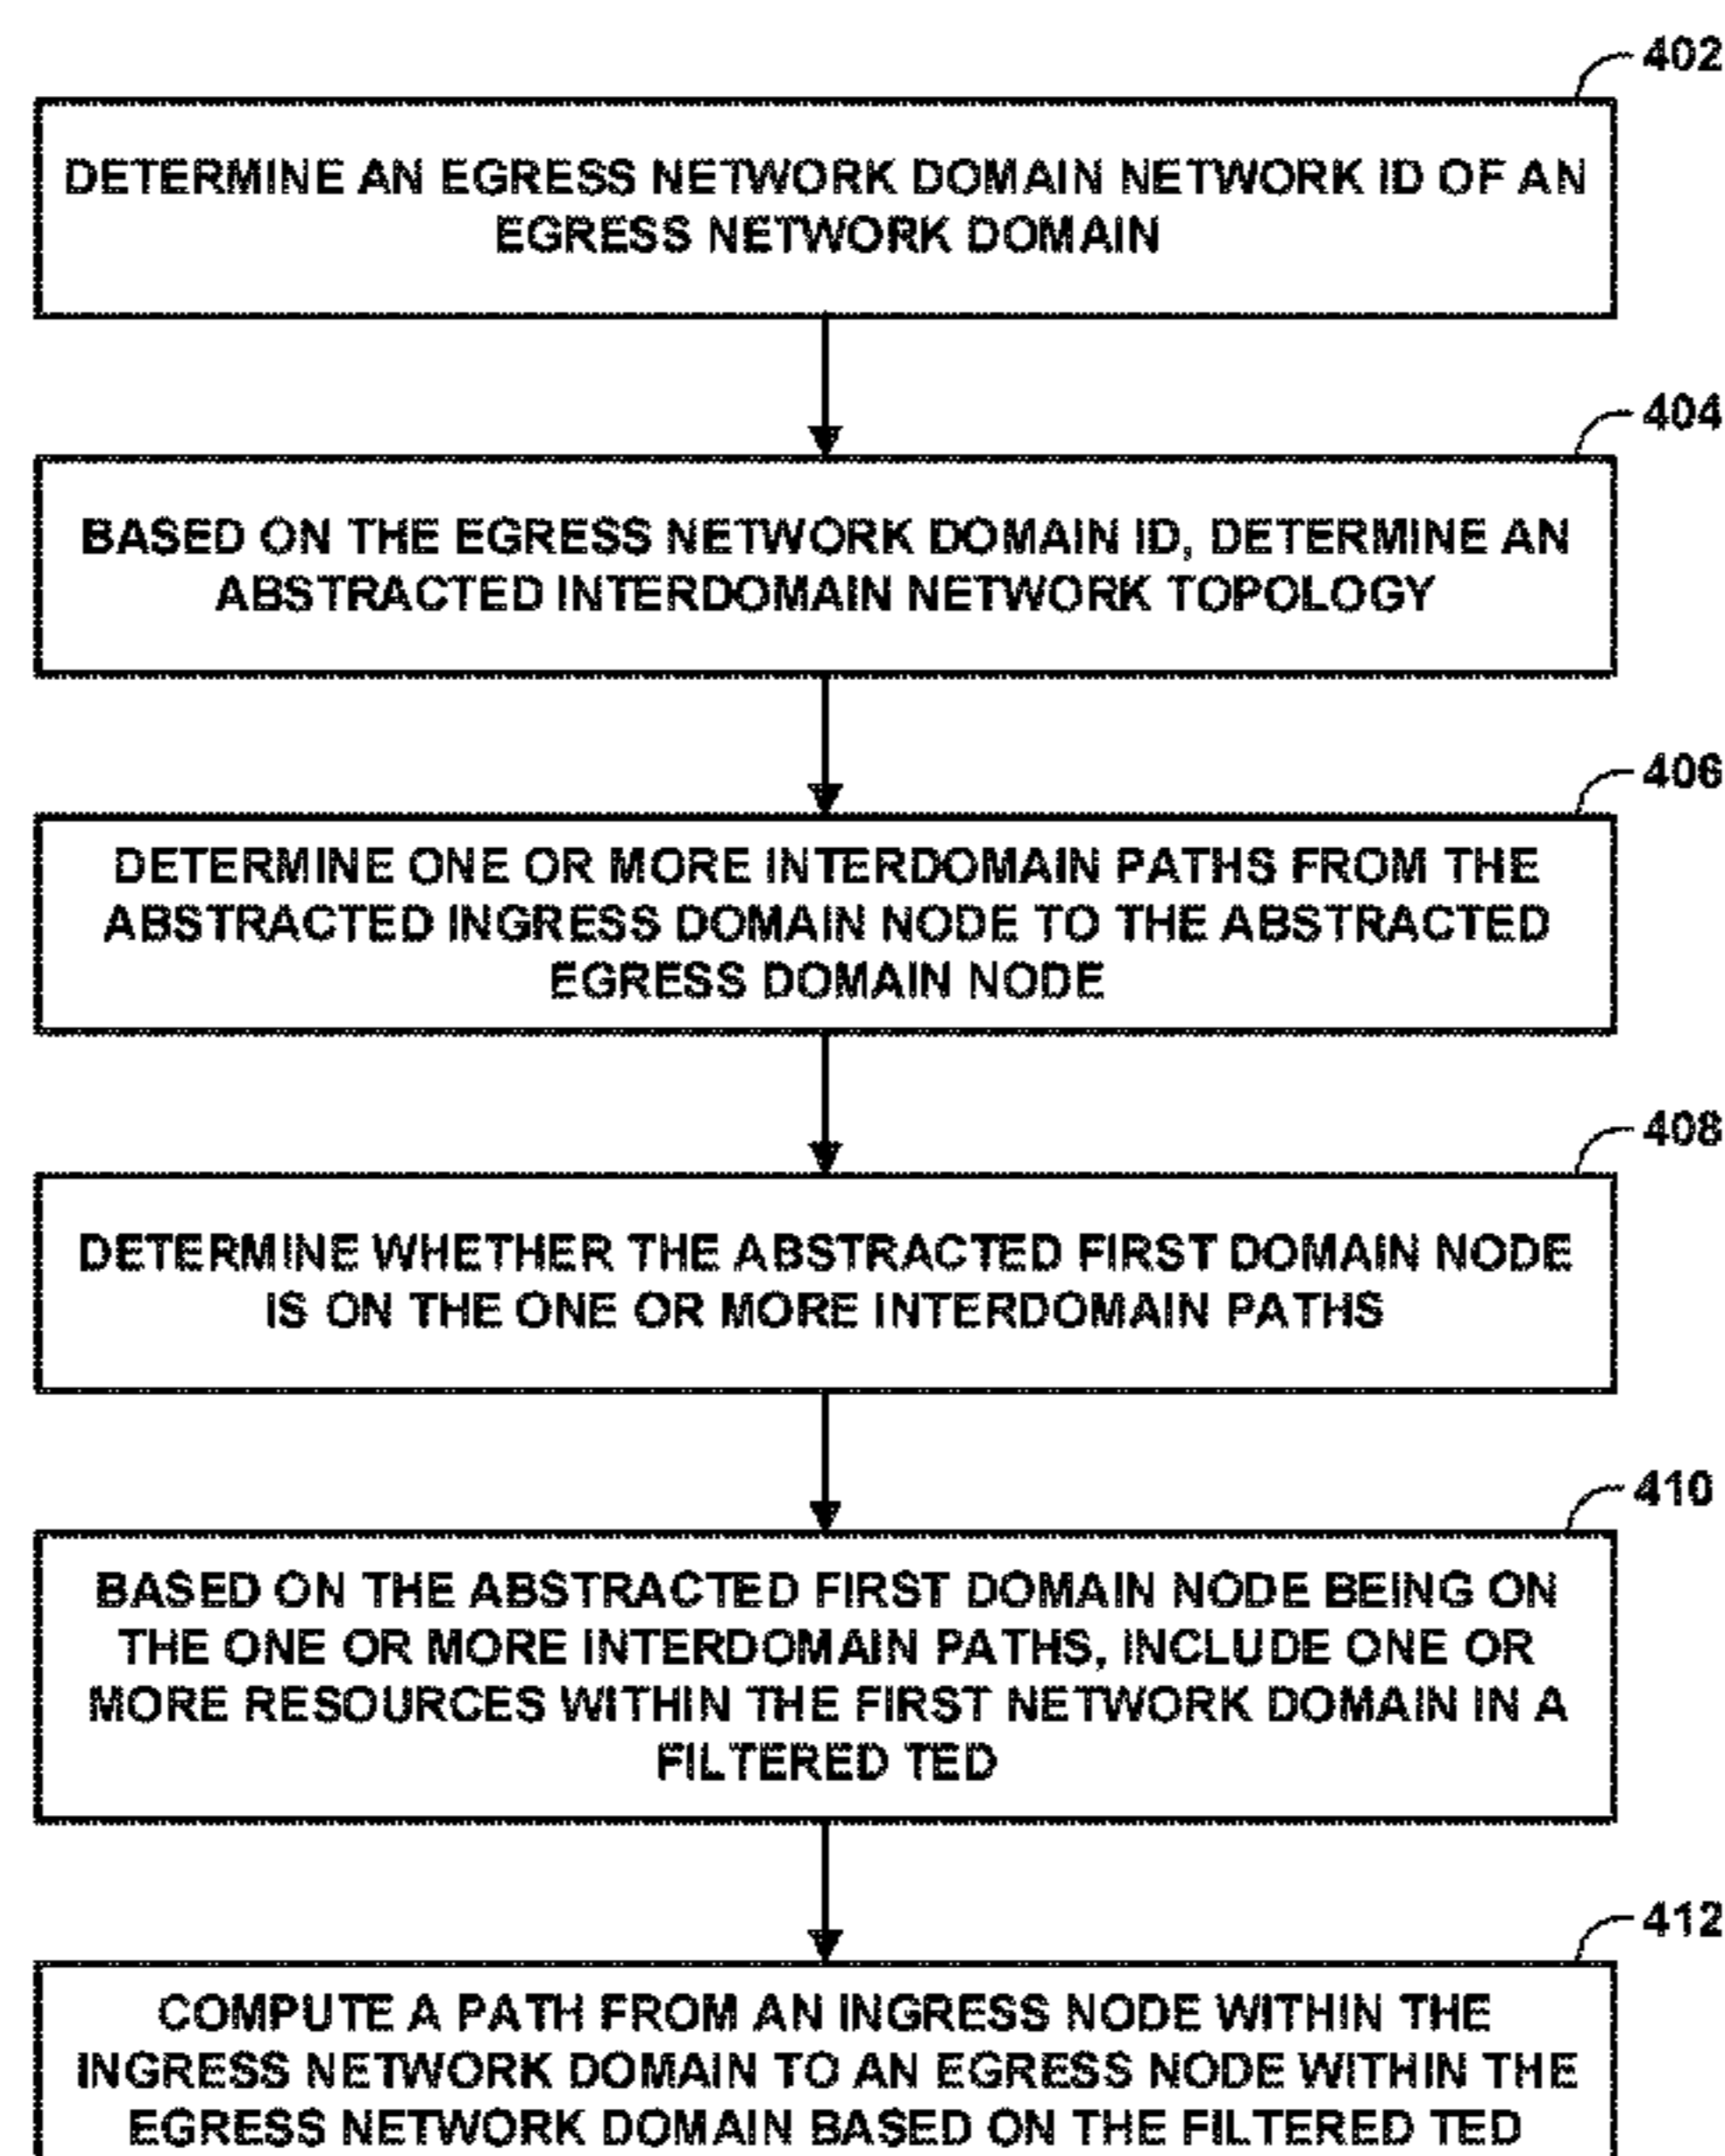 402
DETERMINE AN EGRESS NETWORK DOMAIN NETWORK ID OF AN
EGRESS NETWORK DOMAIN
404
BASED ON THE EGRESS NETWORK DOMAIN ID, DETERMINE AN
ABSTRACTED INTERDOMAIN NETWORK TOPOLOGY
406
DETERMINE ONE OR MORE INTERDOMAIN PATHS FROM THE
ABSTRACTED INGRESS DOMAIN NODE TO THE ABSTRACTED
EGRESS DOMAIN NODE
408
DETERMINE WHETHER THE ABSTRACTED FIRST DOMAIN NODE
IS ON THE ONE OR MORE INTERDOMAIN PATHS
410
BASED ON THE ABSTRACTED FIRST DOMAIN NODE BEING ON
THE ONE OR MORE INTERDOMAIN PATHS, INCLUDE ONE OR
MORE RESOURCES WITHIN THE FIRST NETWORK DOMAIN IN A
FILTERED TED
412
COMPUTE A PATH FROM AN INGRESS NODE WITHIN THE
INGRESS NETWORK DOMAIN TO AN EGRESS NODE WITHIN THE
EGRESS NETWORK DOMAIN BASED ON THE FILTERED TED